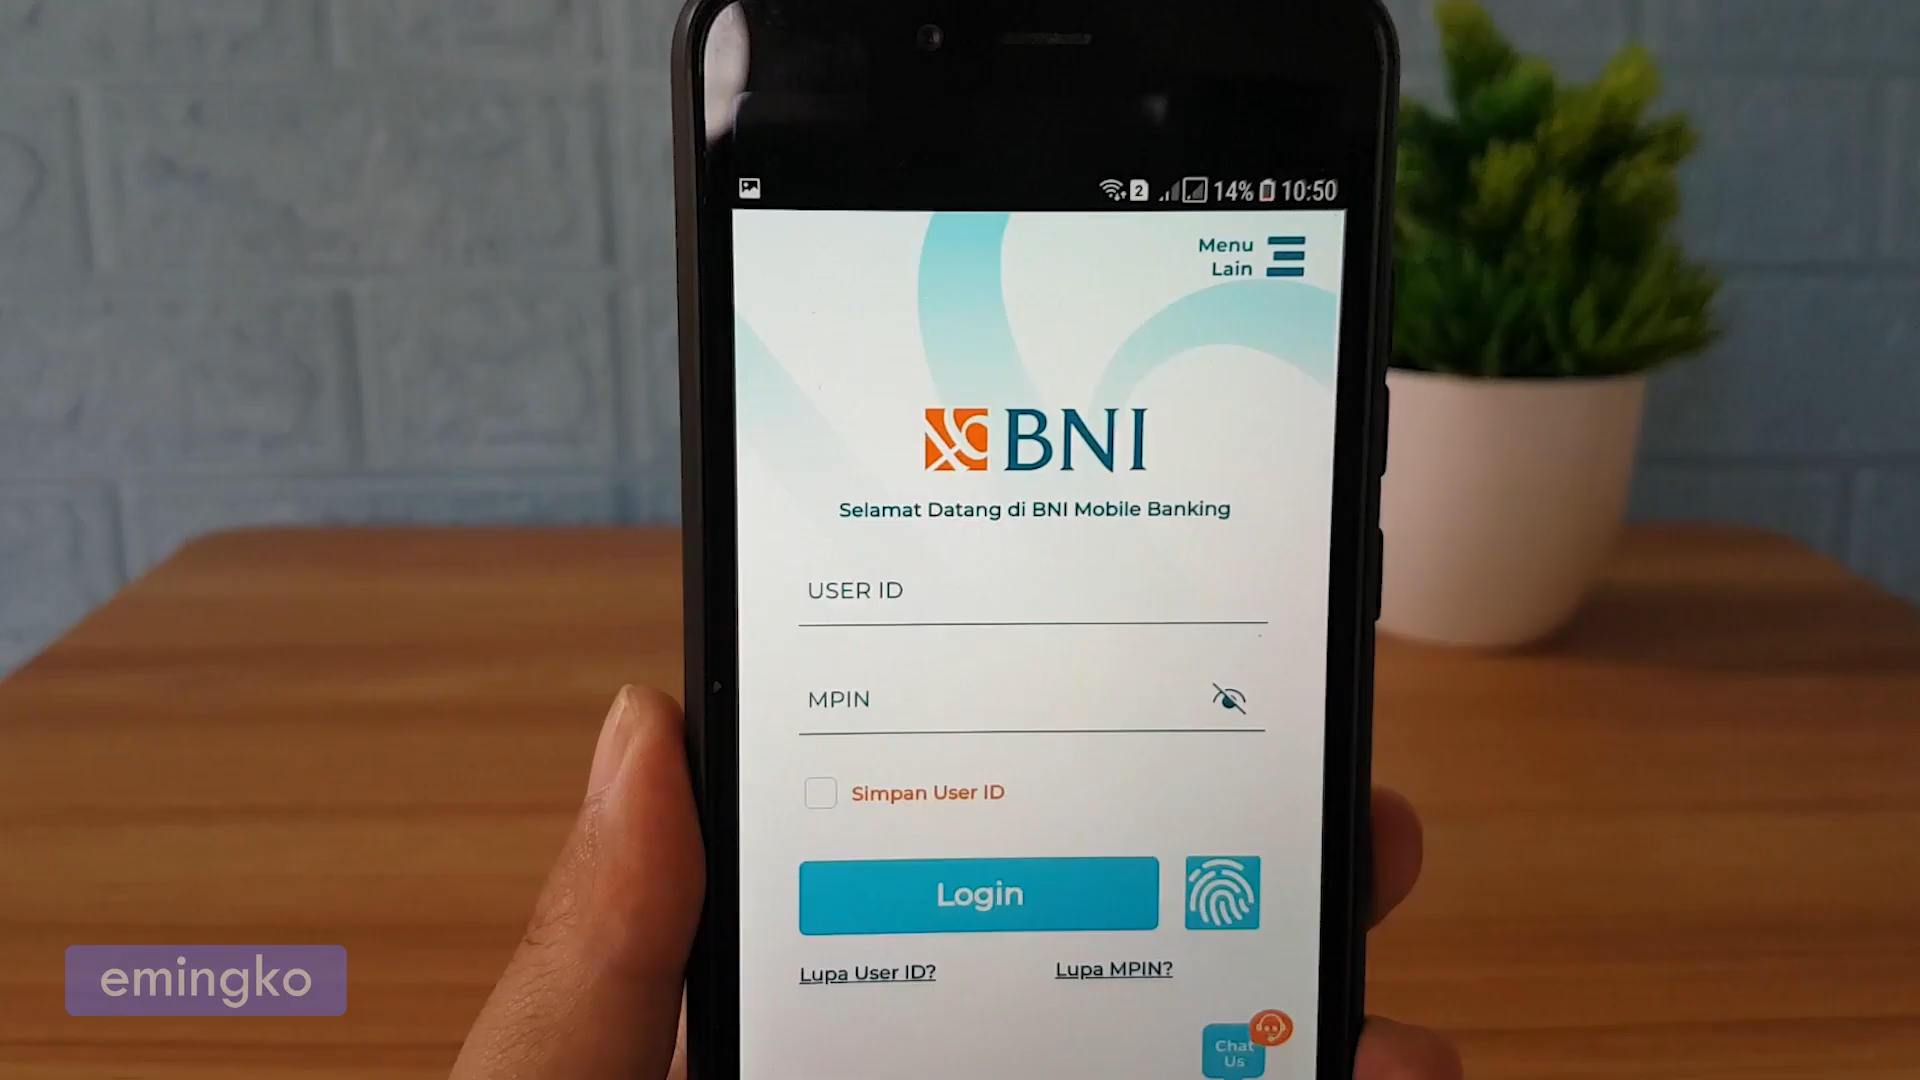 2 14% 10:50
Menu
Lain
BNI
Selamat Datang di BNI Mobile Banking
USER ID
MPIN
Simpan User ID
Login
Lupa User ID? Lupa MPIN?
Chat
Us
emingko